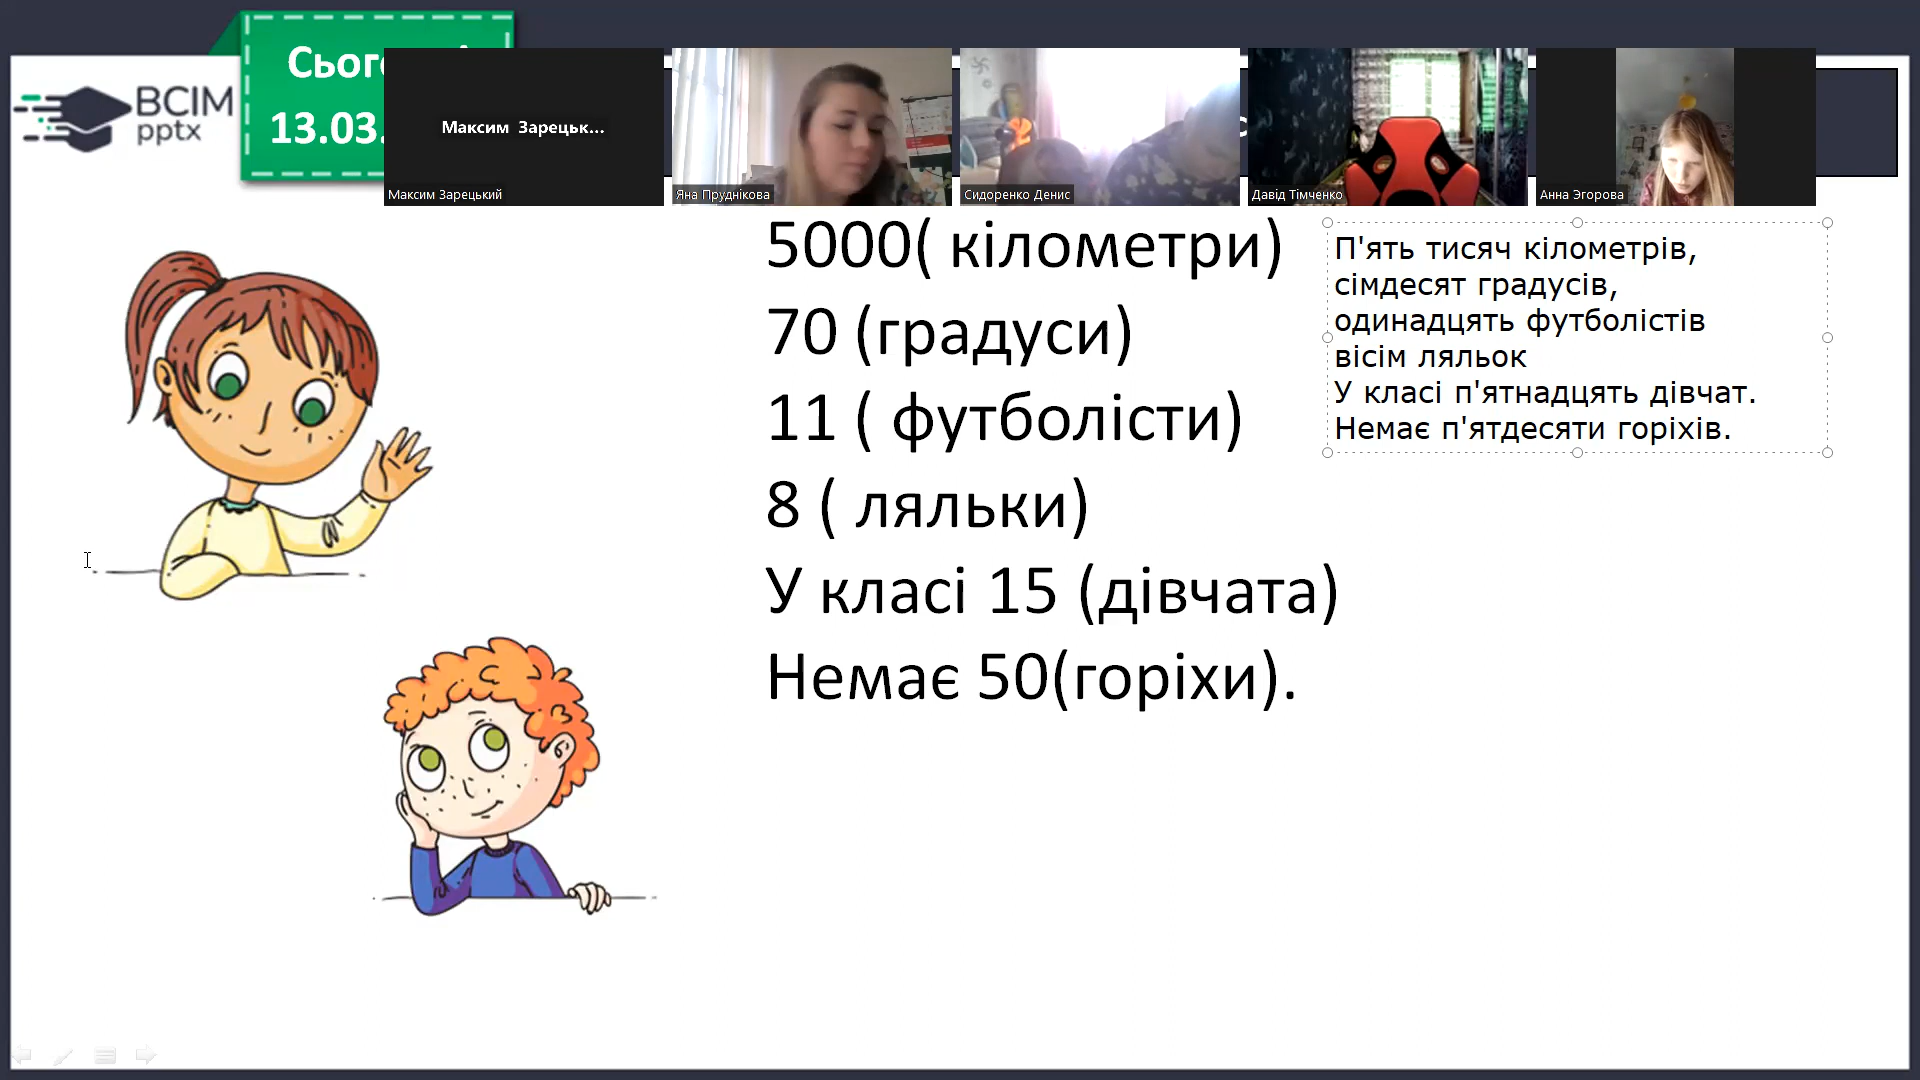 Сьог
13.03.
ВСІМ
pptx
Максим Зарецьк...
Максим Зарецький
Яна Пруднікова
Сидоренко Денис
Давід Тімченко
Анна Эгорова
5000( кілометри)
70 (градуси)
11 ( футболісти)
8 ( ляльки)
У класі 15 (дівчата)
Немає 50(горіхи).
П'ять тисяч кілометрів,
сімдесят градусів,
одинадцять футболістів
вісім ляльок
У класі п'ятнадцять дівчат.
Немає п'ятдесяти горіхів.